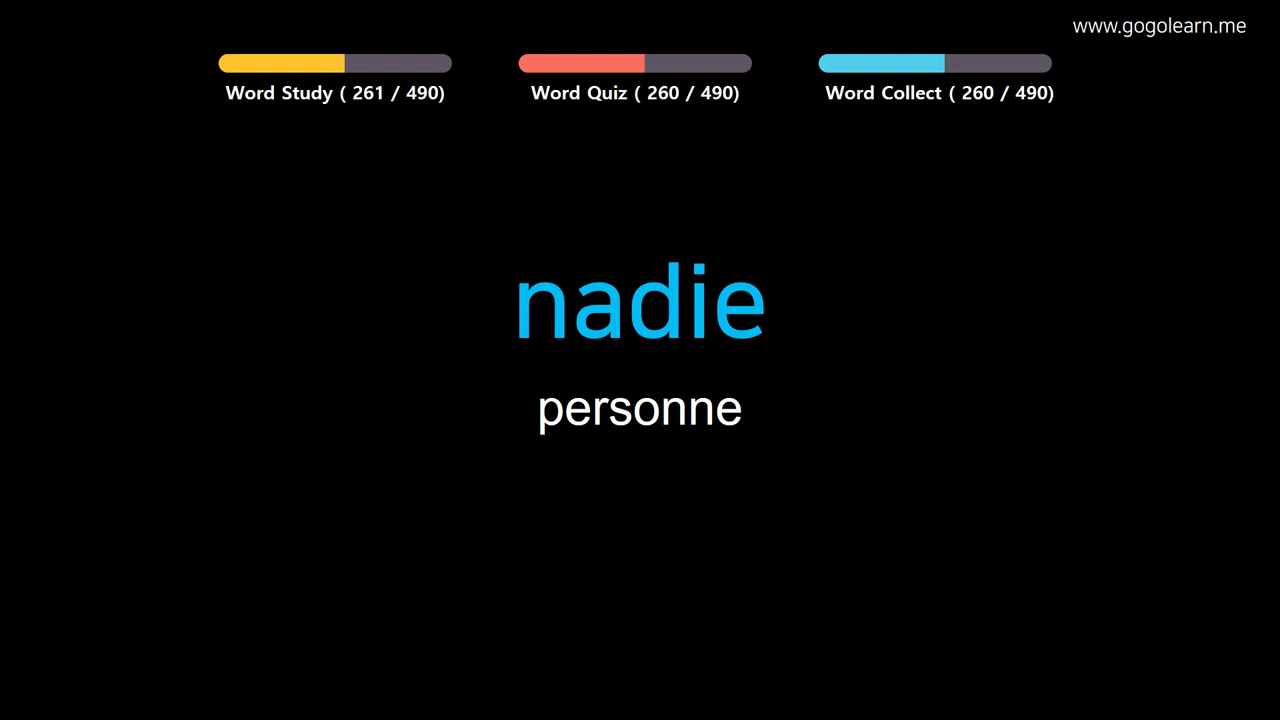 www.gogolearn.me
Word Study ( 261 / 490)
Word Quiz ( 260 / 490)
Word Collect ( 260 / 490)
nadie
personne